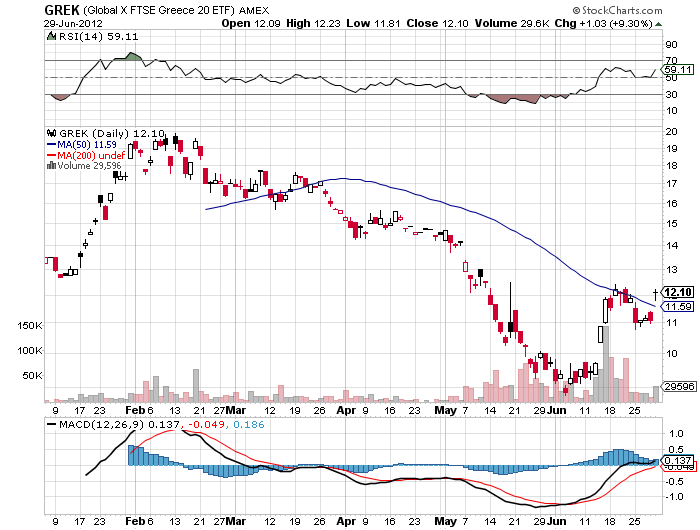 GREK (Global X FTSE Greece 20 ETF) AMEX © StockCharts.com
29-Jun-2012 Open 12.09 High 12.23 Low 11.81 Close 12.10 Volume 29.6K Chg +1.03 (+9.30%)
RSI(14) 59.11
90
70
59.11
50
30
10
GREK (Daily) 12.10
MA(50) 11.59
MA(200) undef
Volume 29,596
20
19
18
17
16
15
14
13
12.10
11.59
11
10
150K
100K
50K
29596
9 17 23 Feb 6 13 21 Mar 12 19 26 Apr 9 16 23 May 7 14 21 29 Jun 11 18 25
MACD(12,26,9) 0.137, -0.049, 0.186
1.0
0.5
0.137
-0.049
-0.5
-1.0
9 17 23 Feb 6 13 21 Mar 12 19 26 Apr 9 16 23 May 7 14 21 29 Jun 11 18 25